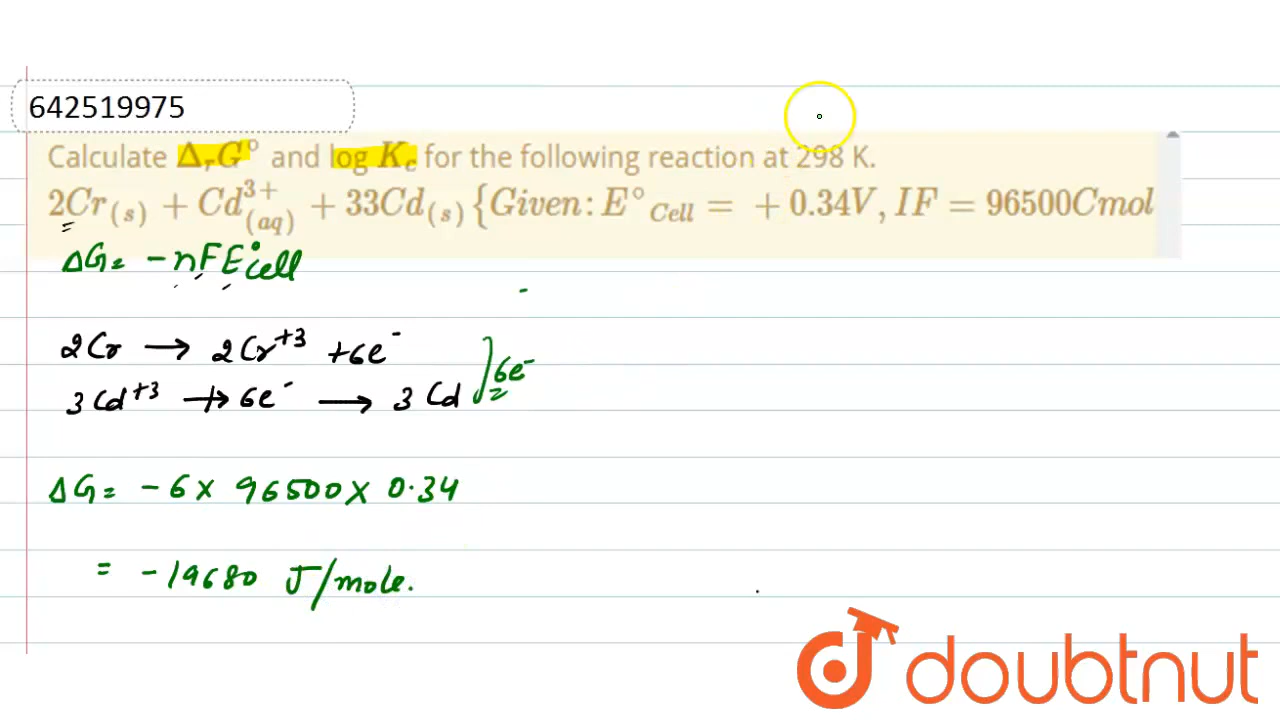 642519975
Calculate Δ_rG° and log K_c for the following reaction at 298 K.
2Cr_(s) + Cd^3+_(aq) + 33Cd_(s) {Given: E°_Cell = +0.34V, IF = 96500Cmol
ΔG = -nFE°cell
2Cr → 2Cr^+3 + 6e^-
3Cd^+3 + 6e^- → 3Cd ] 6e^-
ΔG = -6 × 96500 × 0.34
= -19680 J/mole.
doubtnut